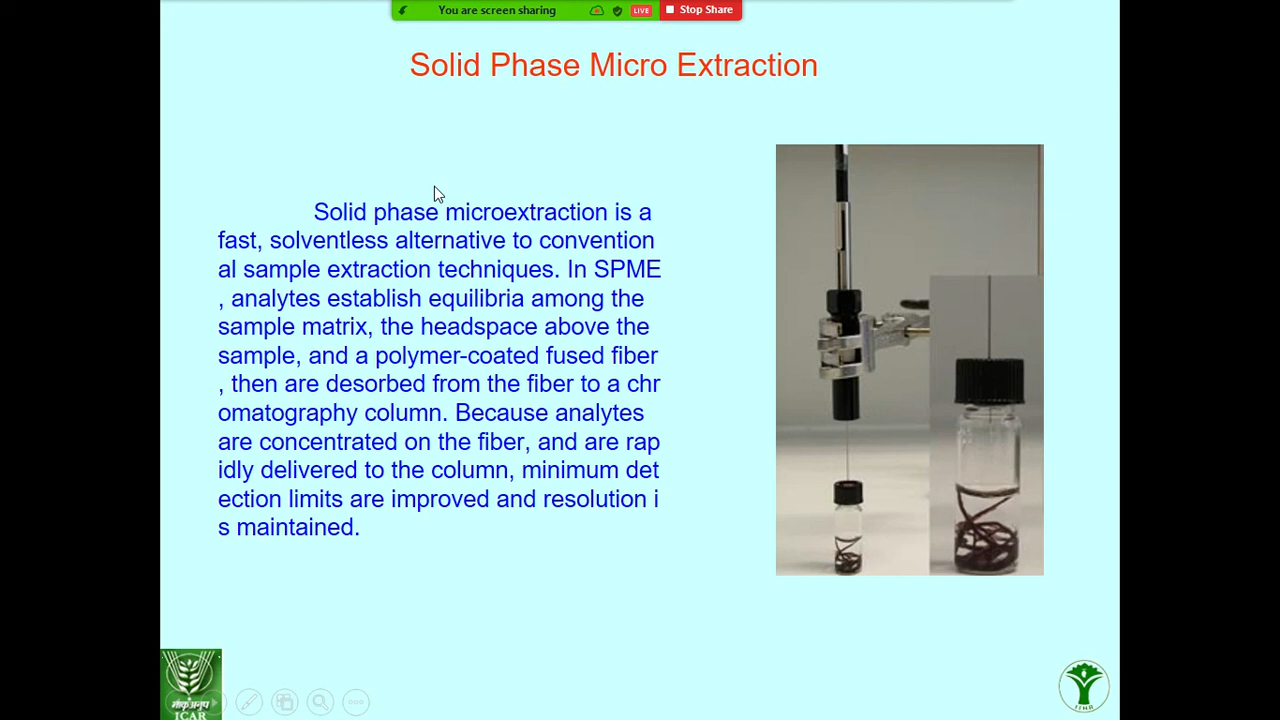 You are screen sharing
LIVE
Stop Share
Solid Phase Micro Extraction
Solid phase microextraction is a
fast, solventless alternative to convention
al sample extraction techniques. In SPME
, analytes establish equilibria among the
sample matrix, the headspace above the
sample, and a polymer-coated fused fiber
, then are desorbed from the fiber to a chr
omatography column. Because analytes
are concentrated on the fiber, and are rap
idly delivered to the column, minimum det
ection limits are improved and resolution i
s maintained.
ICAR
IIHR